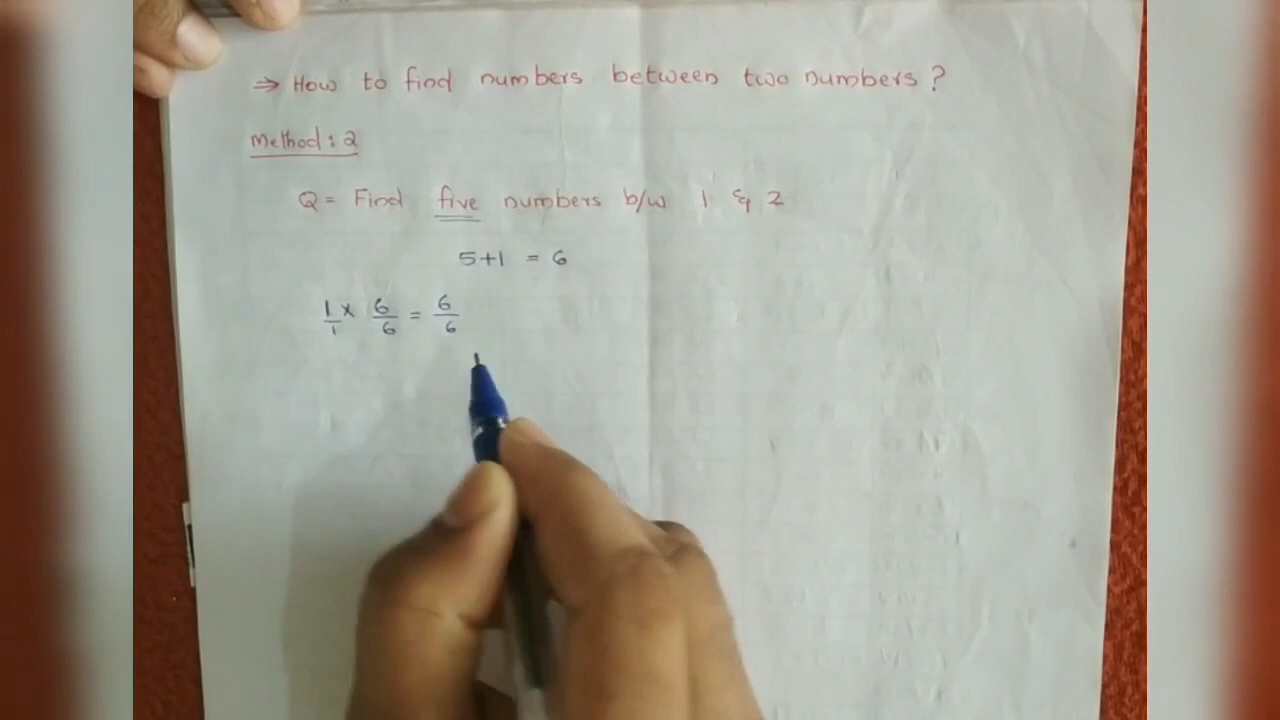 ⇒ How to find numbers between two numbers?
Method: 2
Q = Find five numbers b/w 1 & 2
5+1 = 6
1/1 × 6/6 = 6/6